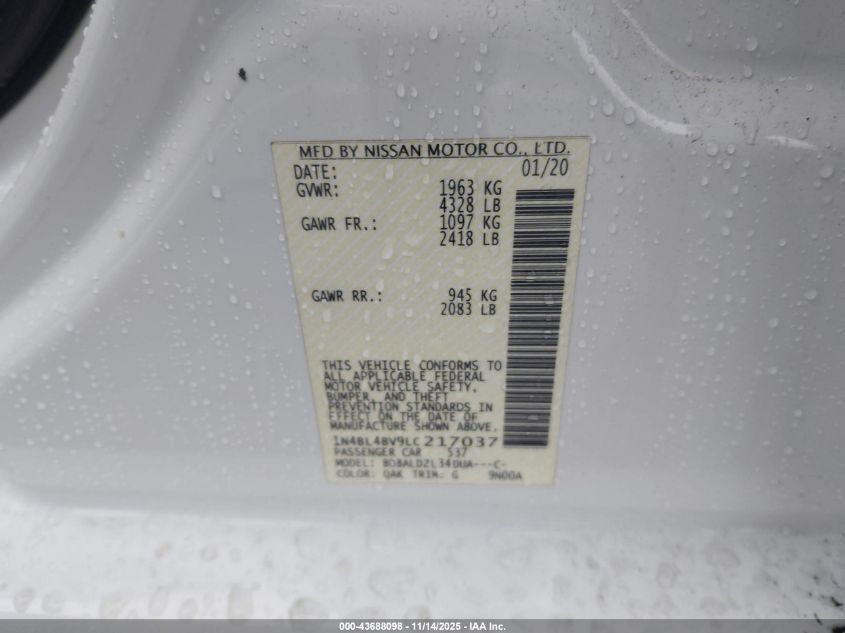 MFD BY NISSAN MOTOR CO., LTD.
DATE: 01/20
GVWR: 1963 KG
4328 LB
GAWR FR.: 1097 KG
2418 LB
GAWR RR.: 945 KG
2083 LB
THIS VEHICLE CONFORMS TO
ALL APPLICABLE FEDERAL
MOTOR VEHICLE SAFETY,
BUMPER, AND THEFT
PREVENTION STANDARDS IN
EFFECT ON THE DATE OF
MANUFACTURE SHOWN ABOVE.
1N4BL4BV9LC217037
PASSENGER CAR 537
MODEL: BDBALDZL34DUA---C-
COLOR: QAK TRIM: G 9N00A
000-43688098 - 11/14/2025 - IAA Inc.